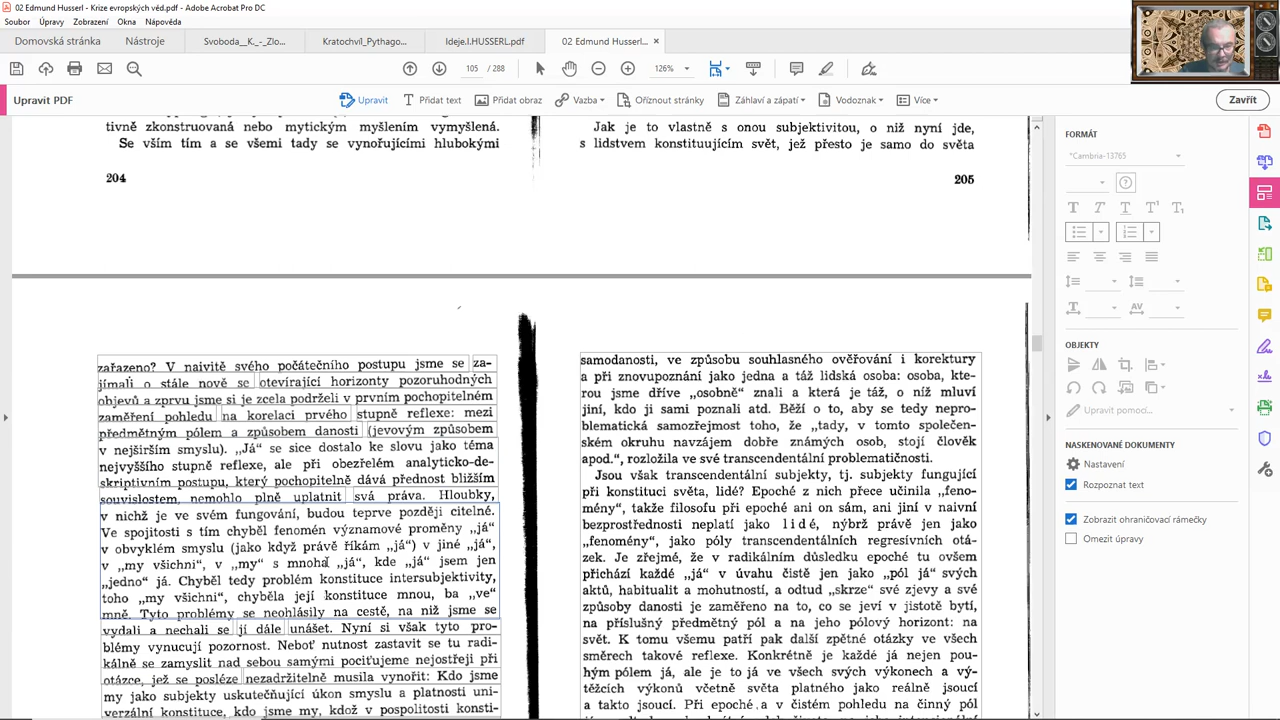 02 Edmund Husserl - Krize evropských věd.pdf - Adobe Acrobat Pro DC
Soubor Úpravy Zobrazení Okna Nápověda
Domovská stránka Nástroje Svoboda__K._-_Zlo... Kratochvíl_Pythago... Ideje.I.HUSSERL.pdf 02 Edmund Husserl...
105 / 288 126%
Upravit PDF Upravit Přidat text Přidat obraz Vazba Oříznout stránky Záhlaví a zápatí Vodoznak Více Zavřít
tivně zkonstruovaná nebo mytickým myšlením vymyšlená.
Se vším tím a se všemi tady se vynořujícími hlubokými
204
Jak je to vlastně s onou subjektivitou, o niž nyní jde,
s lidstvem konstituujícím svět, jež přesto je samo do světa
205
zařazeno? V naivitě svého počátečního postupu jsme se za-
jímali o stále nově se otevírající horizonty pozoruhodných
objevů a zprvu jsme si je zcela podrželi v prvním pochopitelném
zaměření pohledu na korelaci prvého stupně reflexe: mezi
předmětným pólem a způsobem danosti (jevovým způsobem
v nejširším smyslu). „Já“ se sice dostalo ke slovu jako téma
nejvyššího stupně reflexe, ale při obezřelém analyticko-de-
skriptivním postupu, který pochopitelně dává přednost bližším
souvislostem, nemohlo plně uplatnit svá práva. Hloubky,
v nichž je ve svém fungování, budou teprve později citelné.
Ve spojitosti s tím chyběl fenomén významové proměny „já“
v obvyklém smyslu (jako když právě říkám „já“) v jiné „já“,
v „my všichni“, v „my“ s mnoha „já“, kde „já“ jsem jen
„jedno“ já. Chyběl tedy problém konstituce intersubjektivity,
toho „my všichni“, chyběla její konstituce mnou, ba „ve“
mně. Tyto problémy se neohlásily na cestě, na niž jsme se
vydali a nechali se jí dále unášet. Nyní si však tyto pro-
blémy vynucují pozornost. Neboť nutnost zastavit se tu radi-
kálně se zamyslit nad sebou samými pociťujeme nejostřeji při
otázce, jež se posléze nezadržitelně musila vynořit: Kdo jsme
my jako subjekty uskutečňující úkon smyslu a platnosti uni-
verzální konstituce, kdo jsme my, kdož v pospolitosti konsti-
samodanosti, ve způsobu souhlasného ověřování i korektury
a při znovupoznání jako jedna a táž lidská osoba: osoba, kte-
rou jsme dříve „osobně“ znali a která je táž, o níž mluví
jiní, kdo ji sami poznali atd. Běží o to, aby se tedy nepro-
blematická samozřejmost toho, že „tady, v tomto společen-
ském okruhu navzájem dobře známých osob, stojí člověk
apod.“, rozložila ve své transcendentální problematičnosti.
Jsou však transcendentální subjekty, tj. subjekty fungující
při konstituci světa, lidé? Epoché z nich přece učinila „feno-
mény“, takže filosofu při epoché ani on sám, ani jiní v naivní
bezprostřednosti neplatí jako lidé, nýbrž právě jen jako
„fenomény“, jako póly transcendentálních regresivních otá-
zek. Je zřejmé, že v radikálním důsledku epoché tu ovšem
přichází každé „já“ v úvahu čistě jen jako „pól já“ svých
aktů, habitualit a mohutností, a odtud „skrze“ své zjevy a své
způsoby danosti je zaměřeno na to, co se jeví v jistotě bytí,
na příslušný předmětný pól a na jeho pólový horizont: na
svět. K tomu všemu patří pak další zpětné otázky ve všech
směrech takové reflexe. Konkrétně je každé já nejen pou-
hým pólem já, ale je to já ve všech svých výkonech a vý-
těžcích výkonů včetně světa platného jako reálně jsoucí
a takto jsoucí. Při epoché a v čistém pohledu na činný pól
FORMÁT
*Cambria-13765
OBJEKTY
Upravit pomocí...
NASKENOVANÉ DOKUMENTY
Nastavení
Rozpoznat text
Zobrazit ohraničovací rámečky
Omezit úpravy